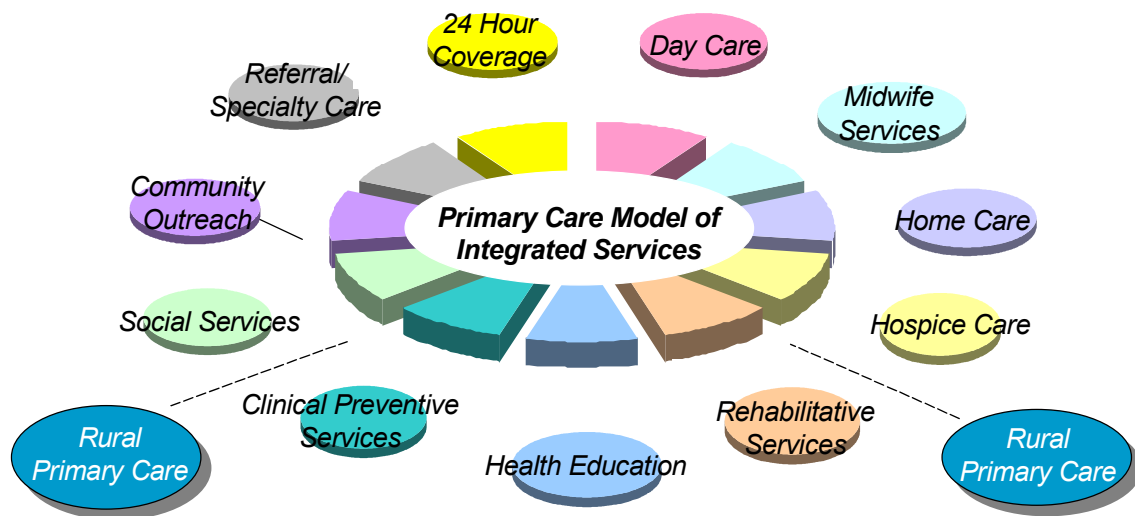 24 Hour
Coverage
Day Care
Referral/
Specialty Care
Midwife
Services
Community
Outreach
Primary Care Model of
Integrated Services
Home Care
Social Services
Hospice Care
Clinical Preventive
Services
Rehabilitative
Services
Rural
Primary Care
Health Education
Rural
Primary Care